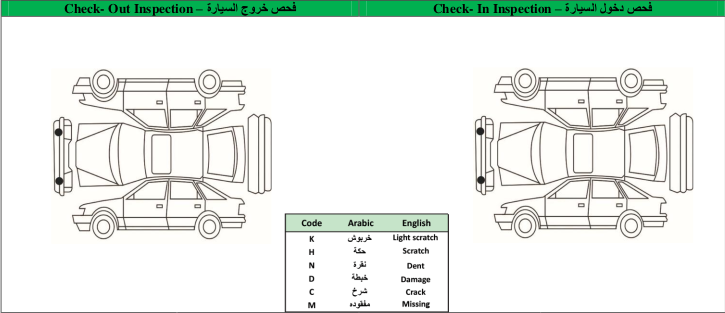 Check- Out Inspection – فحص خروج السيارة
Check- In Inspection – فحص دخول السيارة
Code Arabic English
K خربوش Light scratch
H حكة Scratch
N نقرة Dent
D خبطة Damage
C شرخ Crack
M مفقوده Missing